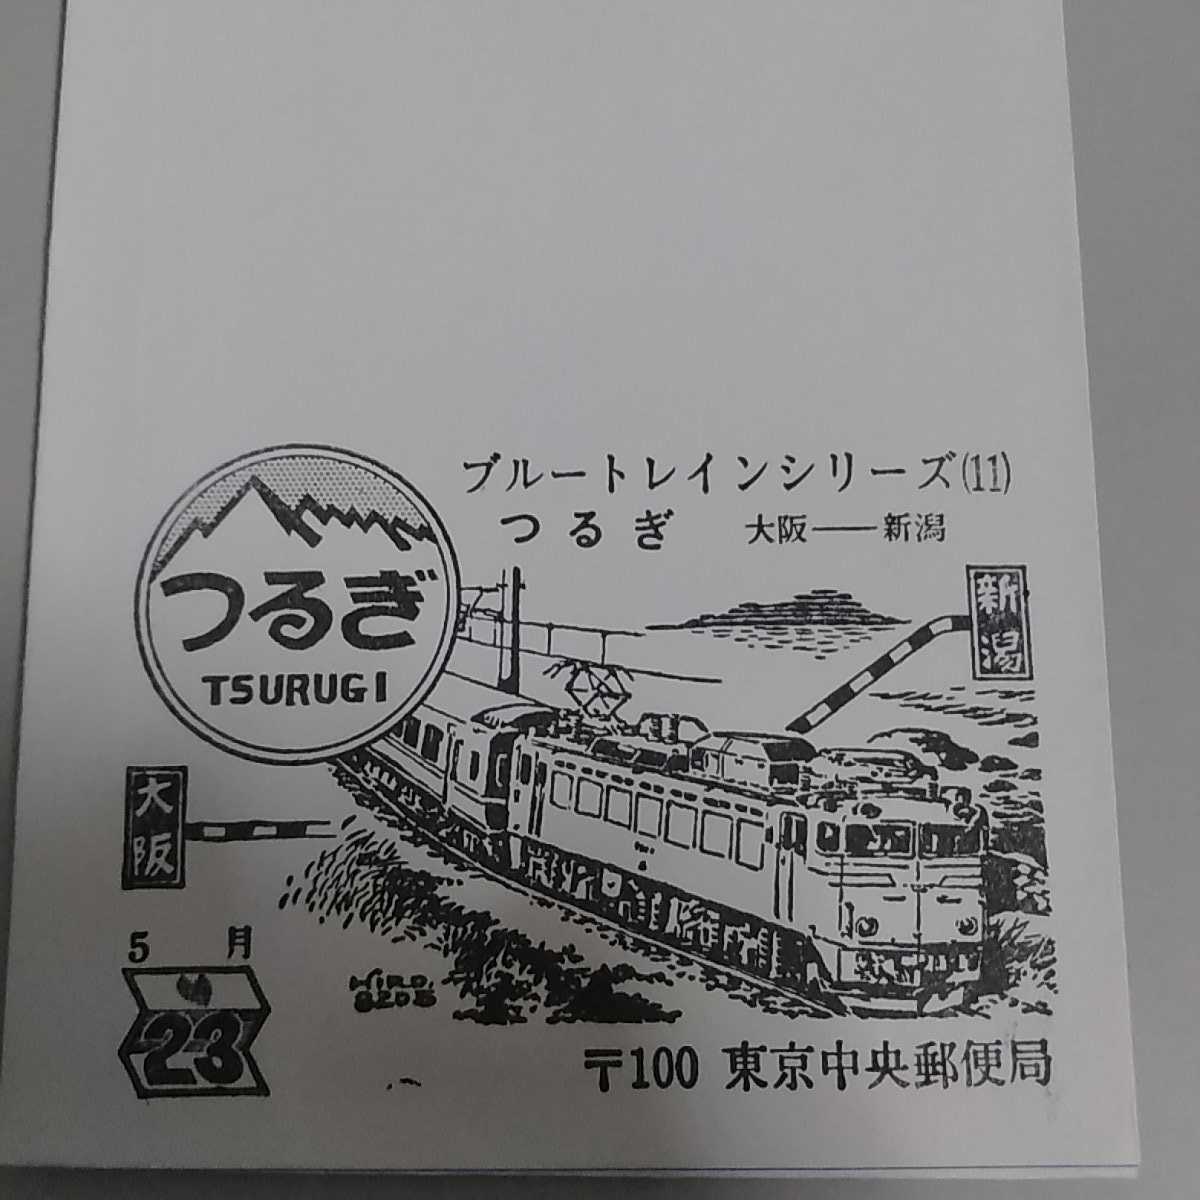 ブルートレインシリーズ(11)
つるぎ 大阪――新潟
つるぎ
TSURUGI
新潟
大阪
5 月
23
HIRO.
8205
〒100 東京中央郵便局